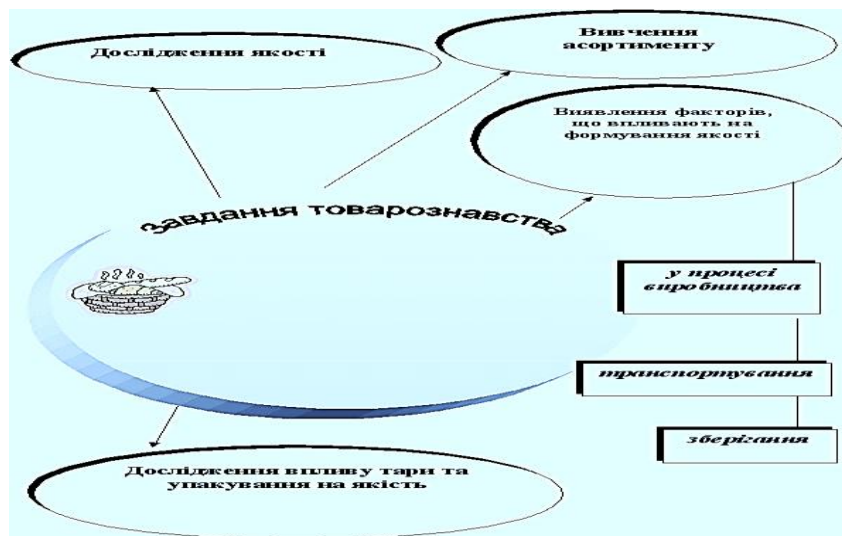 Дослідження якості
Вивчення
асортименту
Виявлення факторів,
що впливають на
формування якості
Завдання товарознавства
у процесі
виробництва
транспортування
зберігання
Дослідження впливу тари та
упакування на якість